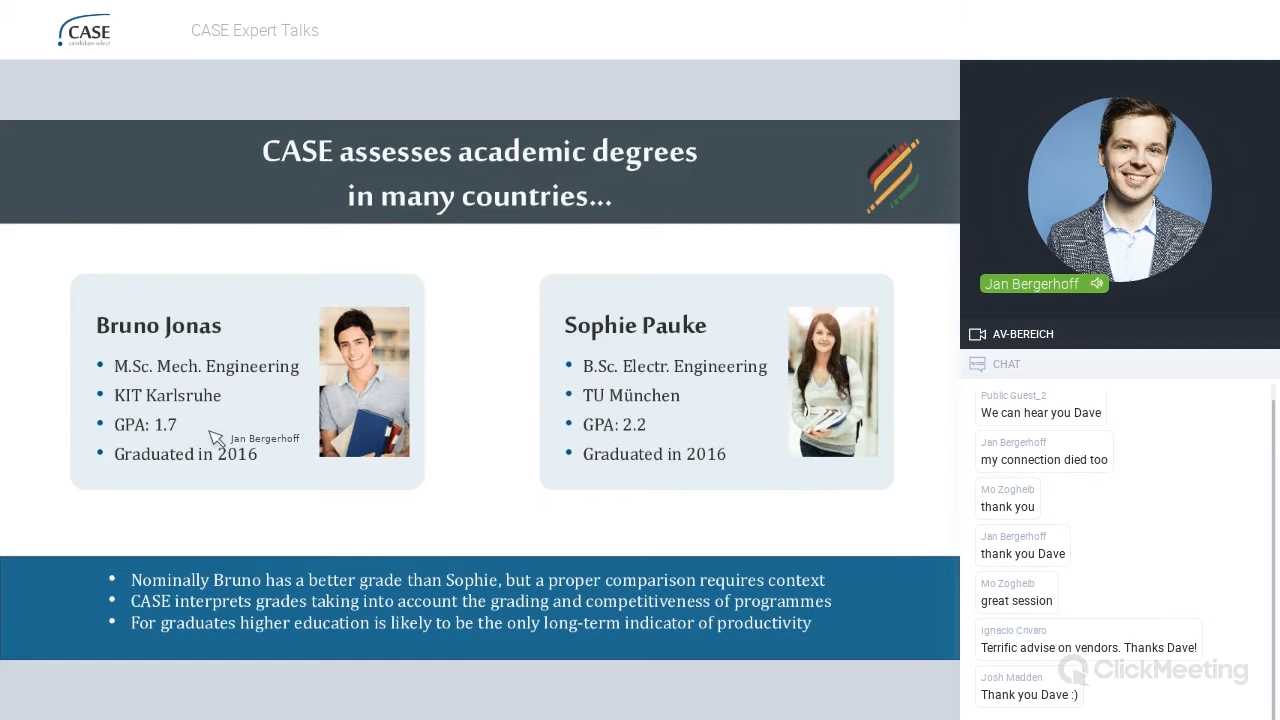 CASE
candidate select
CASE Expert Talks
CASE assesses academic degrees
in many countries...
Bruno Jonas
• M.Sc. Mech. Engineering
• KIT Karlsruhe
• GPA: 1.7
• Graduated in 2016
Jan Bergerhoff
Sophie Pauke
• B.Sc. Electr. Engineering
• TU München
• GPA: 2.2
• Graduated in 2016
• Nominally Bruno has a better grade than Sophie, but a proper comparison requires context
• CASE interprets grades taking into account the grading and competitiveness of programmes
• For graduates higher education is likely to be the only long-term indicator of productivity
Jan Bergerhoff
AV-BEREICH
CHAT
Public Guest_2
We can hear you Dave
Jan Bergerhoff
my connection died too
Mo Zogheib
thank you
Jan Bergerhoff
thank you Dave
Mo Zogheib
great session
Ignacio Crivaro
Terrific advise on vendors. Thanks Dave!
ClickMeeting
Josh Madden
Thank you Dave :)